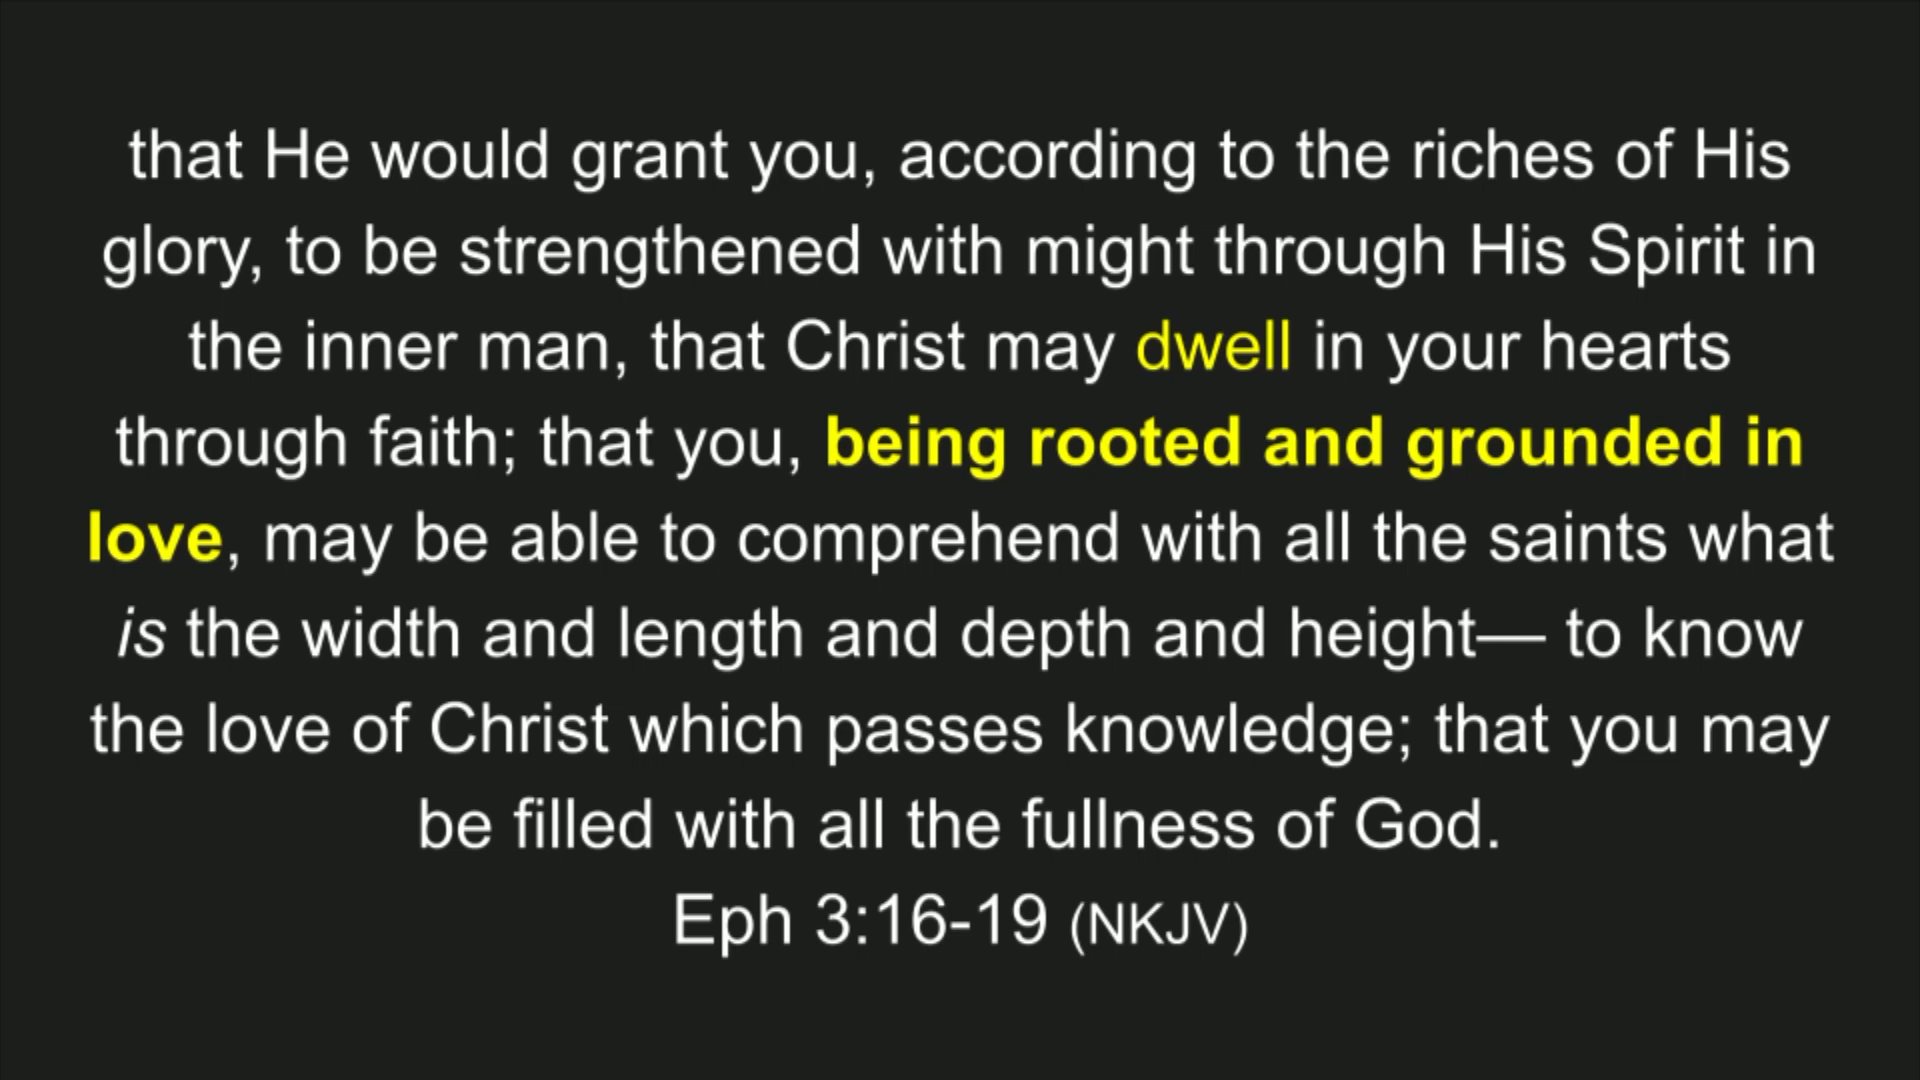 that He would grant you, according to the riches of His
glory, to be strengthened with might through His Spirit in
the inner man, that Christ may dwell in your hearts
through faith; that you, being rooted and grounded in
love, may be able to comprehend with all the saints what
is the width and length and depth and height— to know
the love of Christ which passes knowledge; that you may
be filled with all the fullness of God.
Eph 3:16-19 (NKJV)